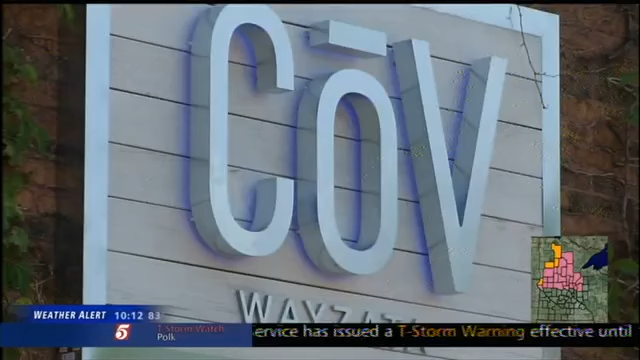 CōV
WAYZATA
WEATHER ALERT 10:12 83
5 T-Storm Watch
Polk
ervice has issued a T-Storm Warning effective until